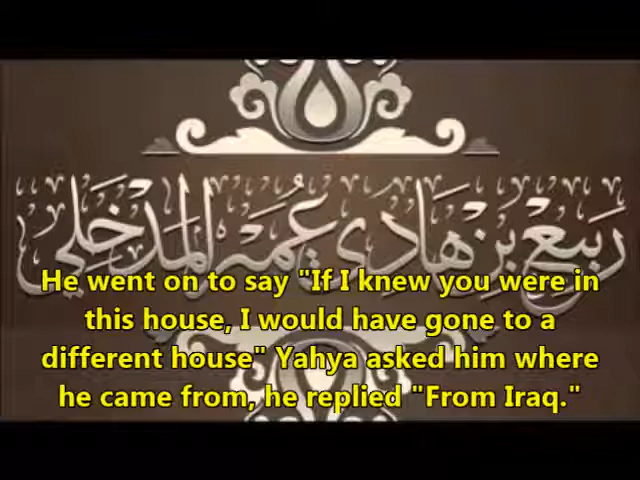 ربيع بن هادي عمير المدخلي
He went on to say "If I knew you were in
this house, I would have gone to a
different house" Yahya asked him where
he came from, he replied "From Iraq."